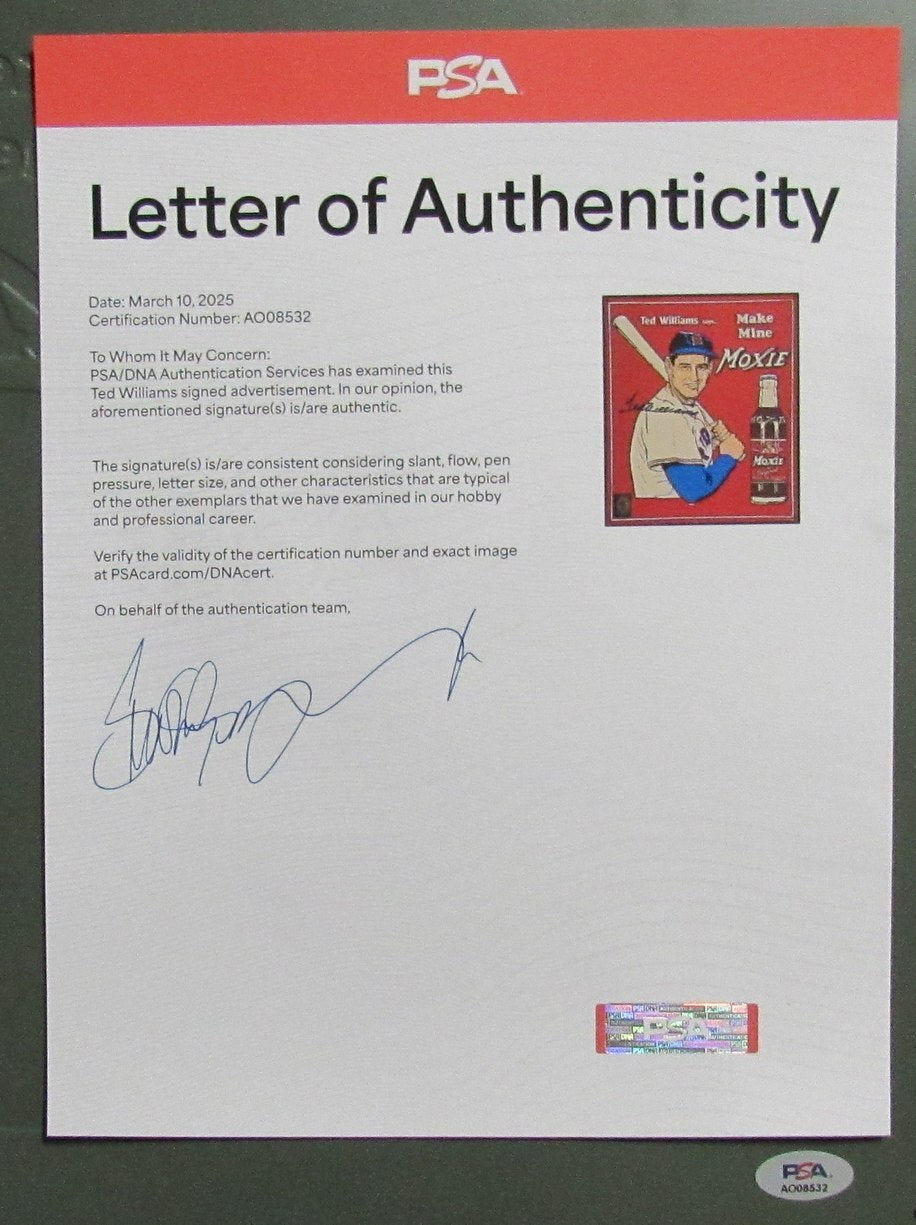 PSA
Letter of Authenticity
Date: March 10, 2025
Certification Number: AO08532
To Whom It May Concern:
PSA/DNA Authentication Services has examined this
Ted Williams signed advertisement. In our opinion, the
aforementioned signature(s) is/are authentic.
The signature(s) is/are consistent considering slant, flow, pen
pressure, letter size, and other characteristics that are typical
of the other exemplars that we have examined in our hobby
and professional career.
Verify the validity of the certification number and exact image
at PSAcard.com/DNAcert.
On behalf of the authentication team,
Ted Williams says...
Make
Mine
MOXIE
Ted Williams
MOXIE
PSA
PSA
AO08532